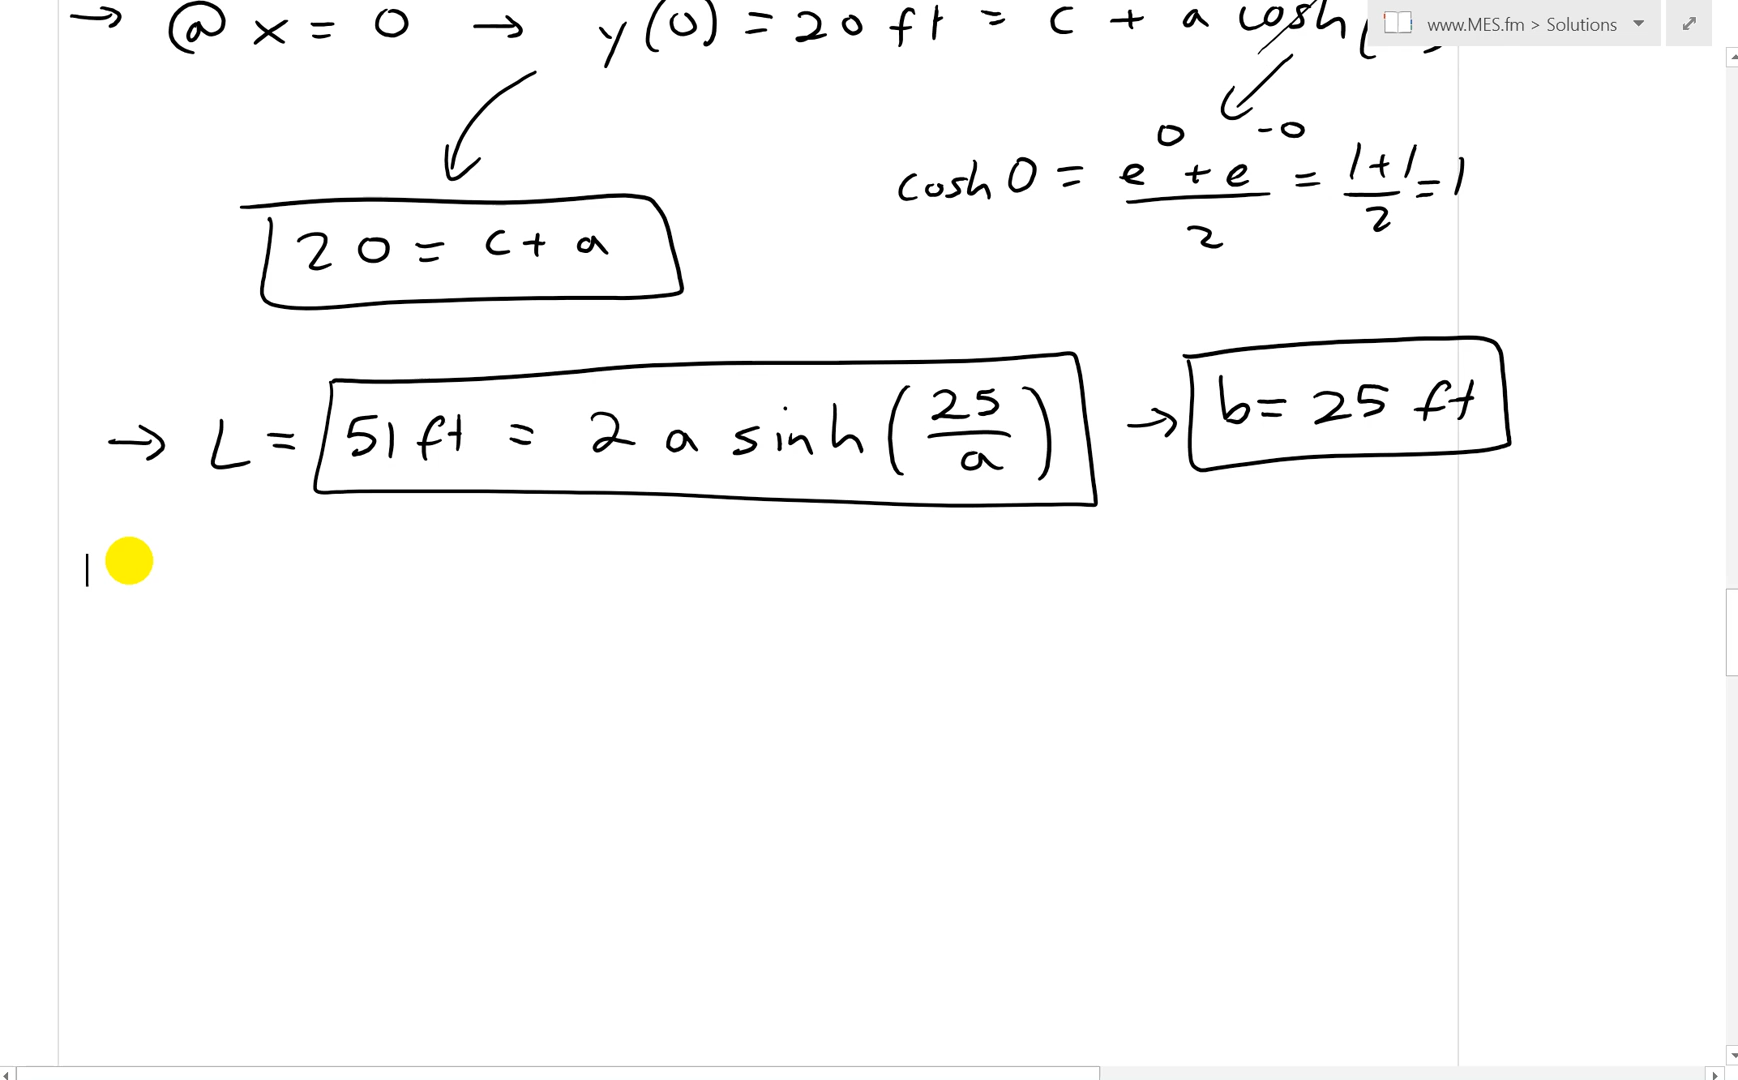 → @ x = 0 → y(0) = 20 ft = c + a cosh(
www.MES.fm > Solutions
cosh 0 = (e^0 + e^-0)/2 = (1+1)/2 = 1
20 = c + a
→ L = 51 ft = 2 a sinh(25/a) → b = 25 ft